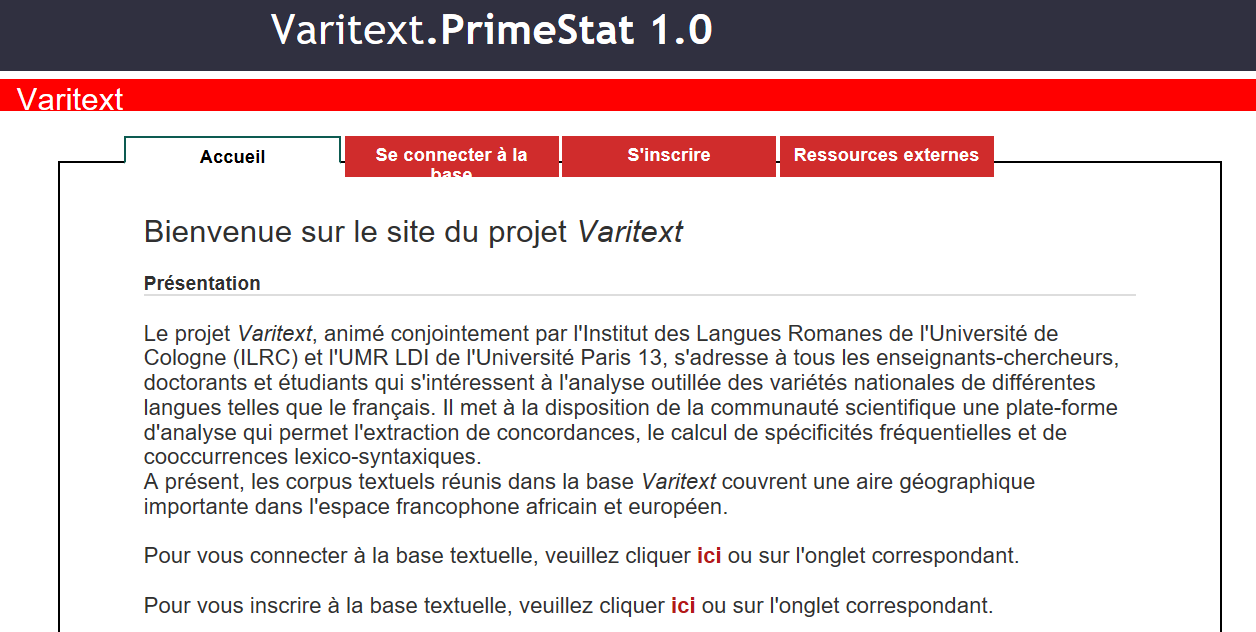 Varitext.PrimeStat 1.0
Varitext
Accueil
Se connecter à la
base
S'inscrire
Ressources externes
Bienvenue sur le site du projet Varitext
Présentation
Le projet Varitext, animé conjointement par l'Institut des Langues Romanes de l'Université de
Cologne (ILRC) et l'UMR LDI de l'Université Paris 13, s'adresse à tous les enseignants-chercheurs,
doctorants et étudiants qui s'intéressent à l'analyse outillée des variétés nationales de différentes
langues telles que le français. Il met à la disposition de la communauté scientifique une plate-forme
d'analyse qui permet l'extraction de concordances, le calcul de spécificités fréquentielles et de
cooccurrences lexico-syntaxiques.
A présent, les corpus textuels réunis dans la base Varitext couvrent une aire géographique
importante dans l'espace francophone africain et européen.
Pour vous connecter à la base textuelle, veuillez cliquer ici ou sur l'onglet correspondant.
Pour vous inscrire à la base textuelle, veuillez cliquer ici ou sur l'onglet correspondant.